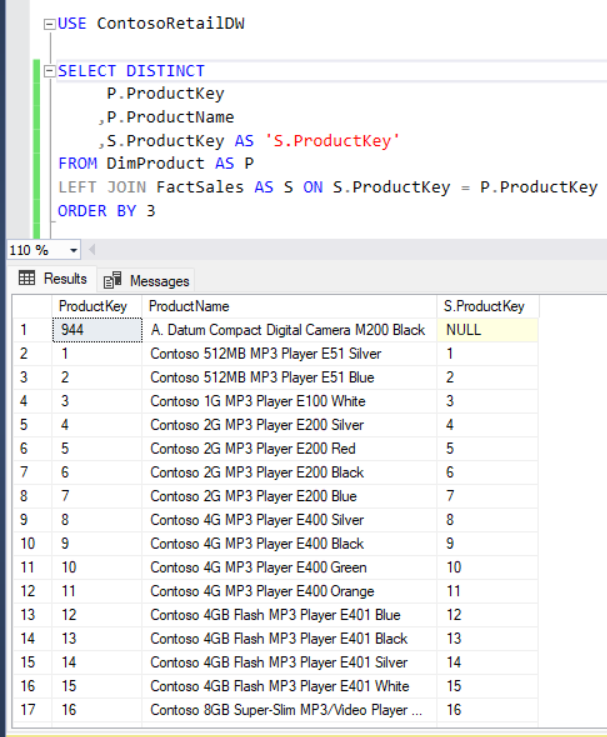 USE ContosoRetailDW
SELECT DISTINCT
P.ProductKey
,P.ProductName
,S.ProductKey AS 'S.ProductKey'
FROM DimProduct AS P
LEFT JOIN FactSales AS S ON S.ProductKey = P.ProductKey
ORDER BY 3
110 %
Results Messages
ProductKey ProductName S.ProductKey
1 944 A. Datum Compact Digital Camera M200 Black NULL
2 1 Contoso 512MB MP3 Player E51 Silver 1
3 2 Contoso 512MB MP3 Player E51 Blue 2
4 3 Contoso 1G MP3 Player E100 White 3
5 4 Contoso 2G MP3 Player E200 Silver 4
6 5 Contoso 2G MP3 Player E200 Red 5
7 6 Contoso 2G MP3 Player E200 Black 6
8 7 Contoso 2G MP3 Player E200 Blue 7
9 8 Contoso 4G MP3 Player E400 Silver 8
10 9 Contoso 4G MP3 Player E400 Black 9
11 10 Contoso 4G MP3 Player E400 Green 10
12 11 Contoso 4G MP3 Player E400 Orange 11
13 12 Contoso 4GB Flash MP3 Player E401 Blue 12
14 13 Contoso 4GB Flash MP3 Player E401 Black 13
15 14 Contoso 4GB Flash MP3 Player E401 Silver 14
16 15 Contoso 4GB Flash MP3 Player E401 White 15
17 16 Contoso 8GB Super-Slim MP3/Video Player ... 16